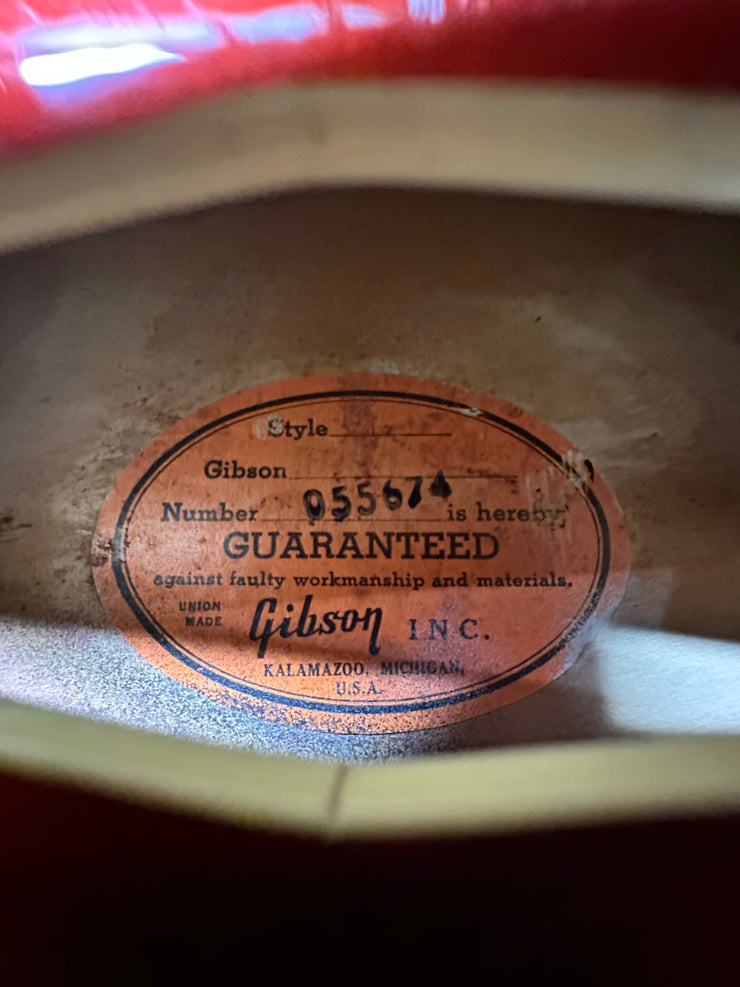 Style
Gibson
Number 055674 is hereby
GUARANTEED
against faulty workmanship and materials.
UNION
MADE
Gibson INC.
KALAMAZOO, MICHIGAN,
U.S.A.